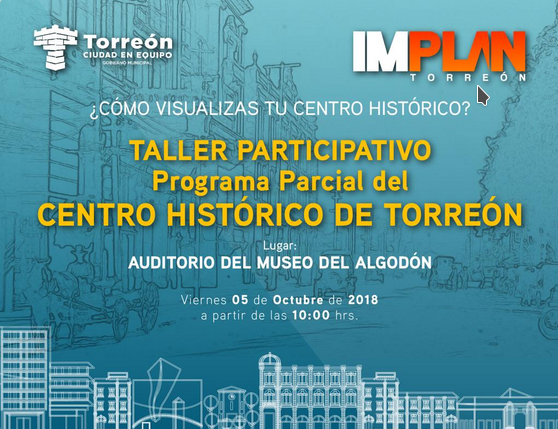 Torreón
CIUDAD EN EQUIPO
GOBIERNO MUNICIPAL
IMPLAN
TORREÓN
¿CÓMO VISUALIZAS TU CENTRO HISTÓRICO?
TALLER PARTICIPATIVO
Programa Parcial del
CENTRO HISTÓRICO DE TORREÓN
Lugar:
AUDITORIO DEL MUSEO DEL ALGODÓN
Viernes 05 de Octubre de 2018
a partir de las 10:00 hrs.